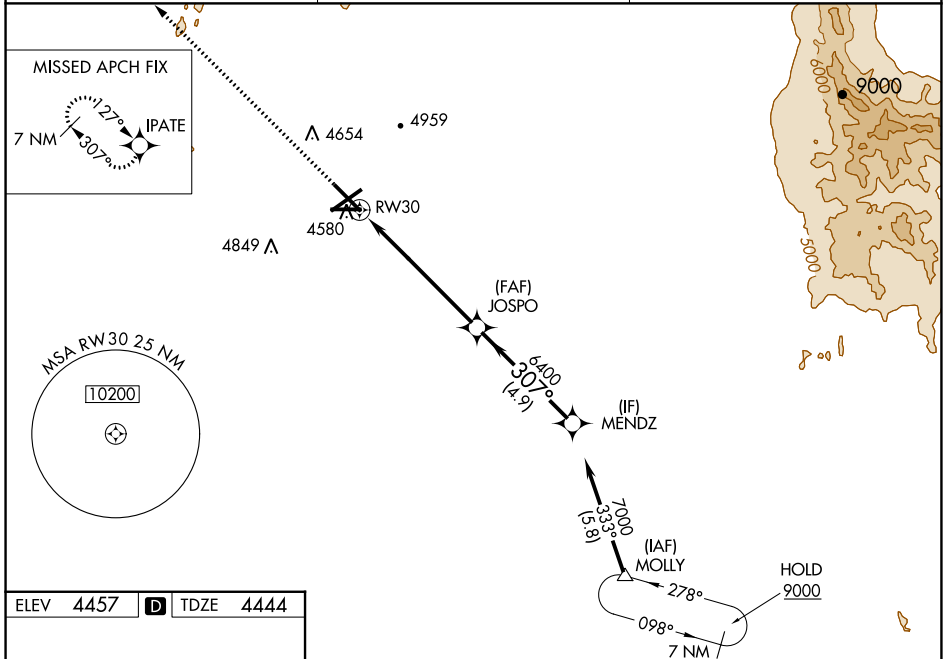 MISSED APCH FIX
127°
IPATE
7 NM
307°
4654
4959
6000
9000
RW30
4580
4849
5000
(FAF)
JOSPO
MSA RW30 25 NM
10200
6400
307°
(4.9)
(IF)
MENDZ
7000
333°
(5.8)
(IAF)
MOLLY
HOLD
9000
278°
098°
7 NM
ELEV 4457 D TDZE 4444